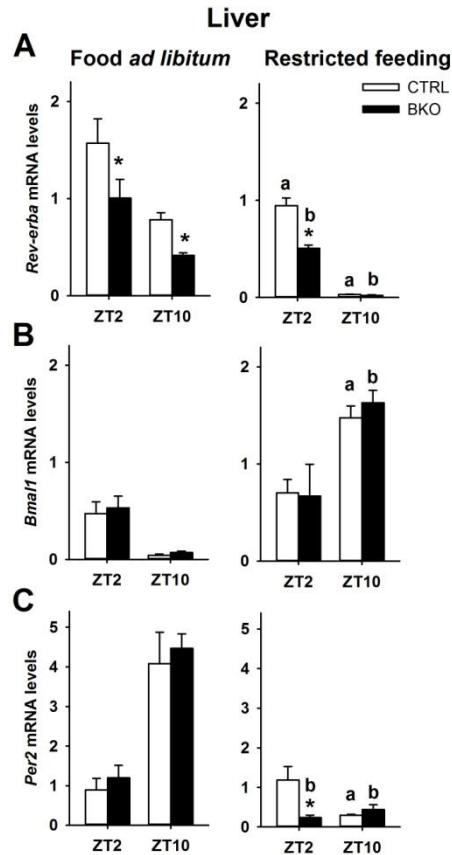 Liver
A
Food ad libitum
Restricted feeding
CTRL
BKO
Rev-erba mRNA levels
2
1
0
*
*
ZT2 ZT10
2
1
0
a
b
*
a b
ZT2 ZT10
B
Bmal1 mRNA levels
2
1
0
ZT2 ZT10
2
1
0
a b
ZT2 ZT10
C
Per2 mRNA levels
5
4
3
2
1
0
ZT2 ZT10
5
4
3
2
1
0
b
*
a b
ZT2 ZT10